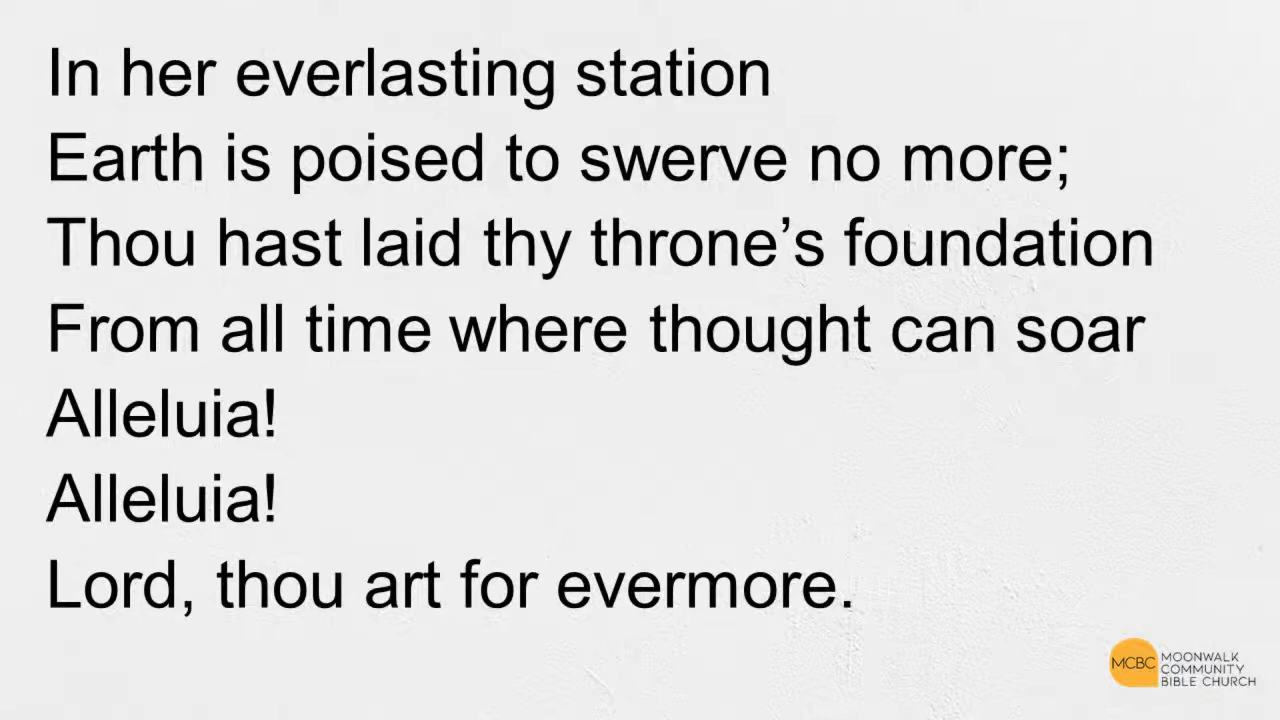 In her everlasting station
Earth is poised to swerve no more;
Thou hast laid thy throne’s foundation
From all time where thought can soar
Alleluia!
Alleluia!
Lord, thou art for evermore.
MCBC
MOONWALK
COMMUNITY
BIBLE CHURCH